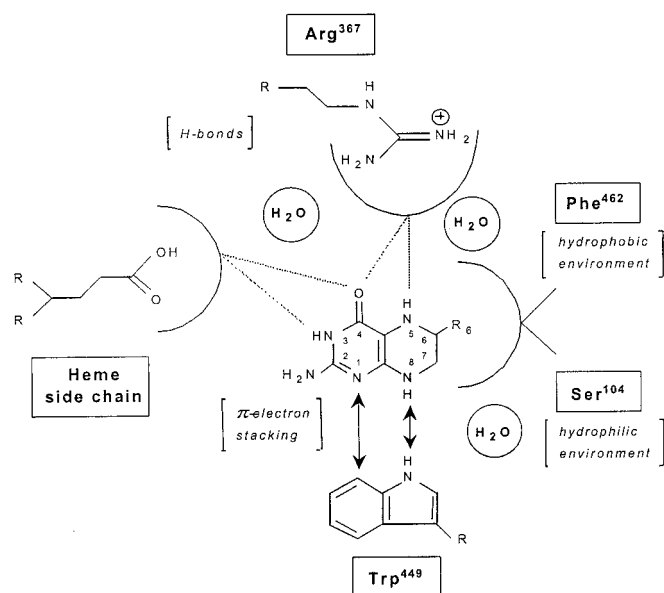 Arg367
R
H
N
H2N
NH2
+
[ H-bonds ]
H2O
H2O
Phe462
[ hydrophobic
environment ]
OH
O
R
R
Heme
side chain
O
H
N
HN
3
4
5
6
R6
2
1
8
7
H2N
N
N
H
[ π-electron
stacking ]
H2O
Ser104
[ hydrophilic
environment ]
H
N
R
Trp449